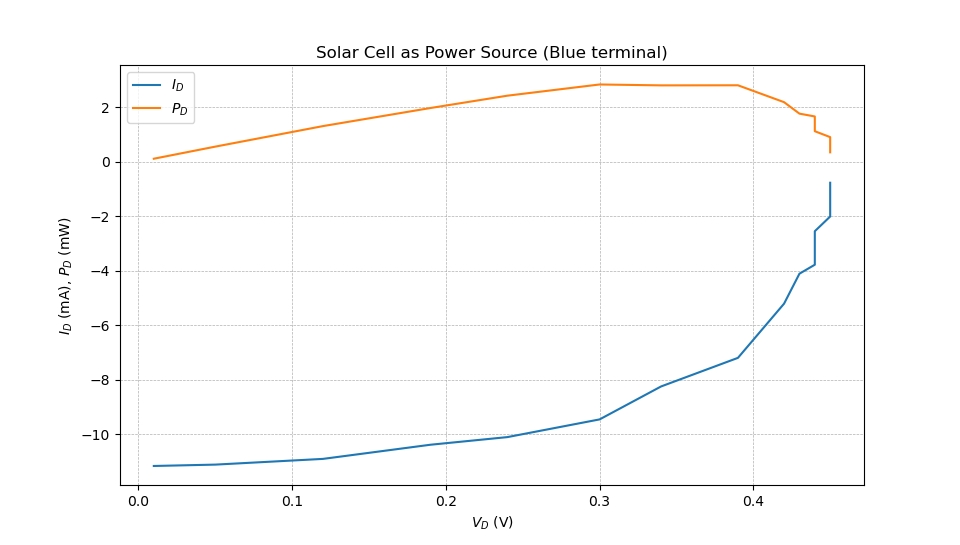 Solar Cell as Power Source (Blue terminal)
I_D
P_D
2
0
−2
−4
−6
−8
−10
I_D (mA), P_D (mW)
0.0 0.1 0.2 0.3 0.4
V_D (V)